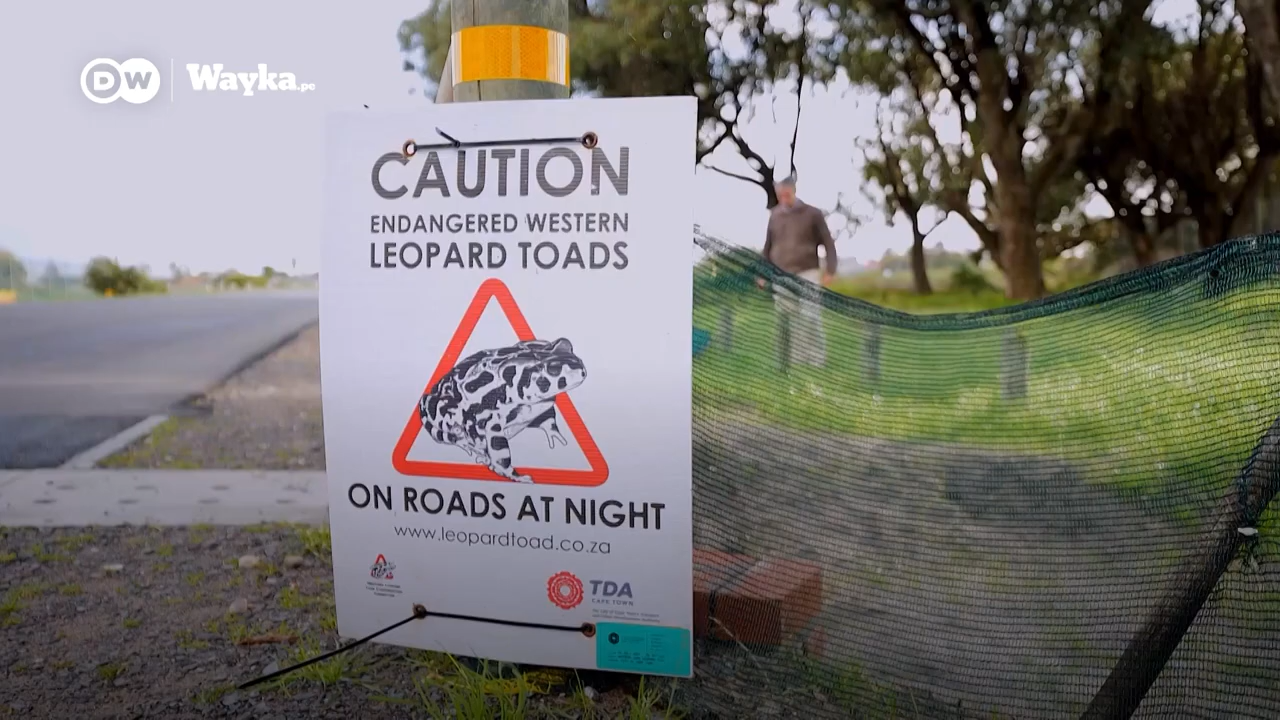 DW Wayka.pe
CAUTION
ENDANGERED WESTERN
LEOPARD TOADS
ON ROADS AT NIGHT
www.leopardtoad.co.za
TDA
CAPE TOWN